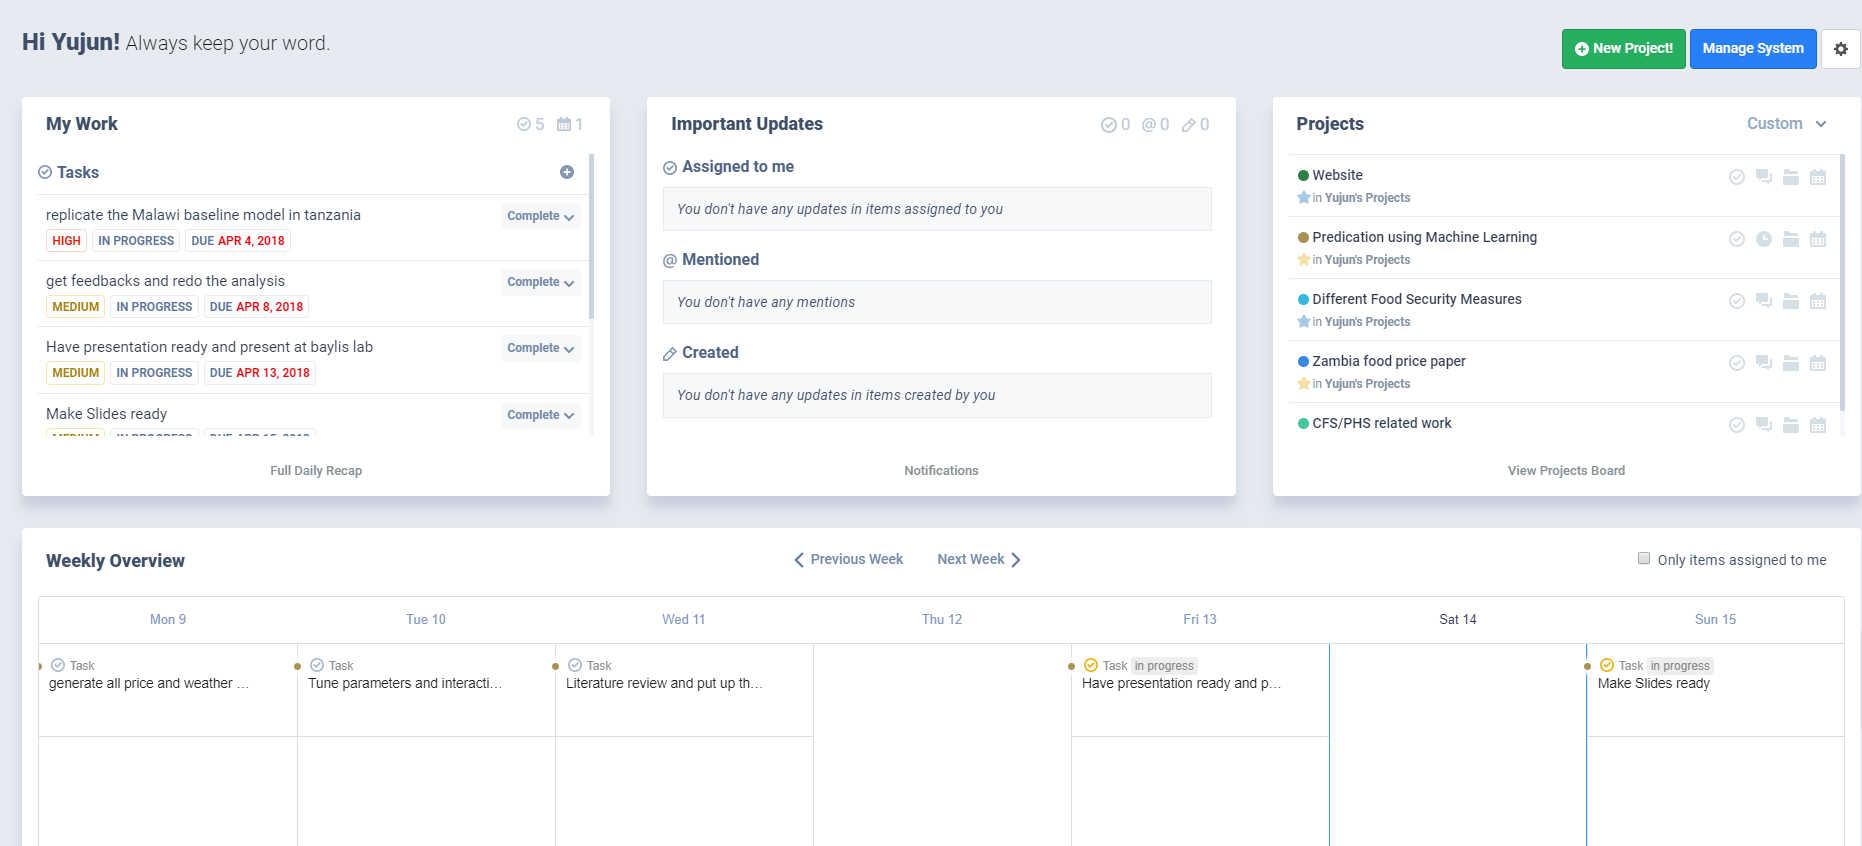 Hi Yujun! Always keep your word.
New Project!
Manage System
My Work
5
1
Tasks
replicate the Malawi baseline model in tanzania
Complete
HIGH IN PROGRESS DUE APR 4, 2018
get feedbacks and redo the analysis
Complete
MEDIUM IN PROGRESS DUE APR 8, 2018
Have presentation ready and present at baylis lab
Complete
MEDIUM IN PROGRESS DUE APR 13, 2018
Make Slides ready
Complete
MEDIUM IN PROGRESS DUE APR 15, 2018
Full Daily Recap
Important Updates
0 @ 0 0
Assigned to me
You don't have any updates in items assigned to you
@ Mentioned
You don't have any mentions
Created
You don't have any updates in items created by you
Notifications
Projects
Custom
Website
in Yujun's Projects
Predication using Machine Learning
in Yujun's Projects
Different Food Security Measures
in Yujun's Projects
Zambia food price paper
in Yujun's Projects
CFS/PHS related work
View Projects Board
Weekly Overview
Previous Week
Next Week
Only items assigned to me
Mon 9
Tue 10
Wed 11
Thu 12
Fri 13
Sat 14
Sun 15
Task
generate all price and weather ...
Task
Tune parameters and interacti...
Task
Literature review and put up th...
Task in progress
Have presentation ready and p...
Task in progress
Make Slides ready